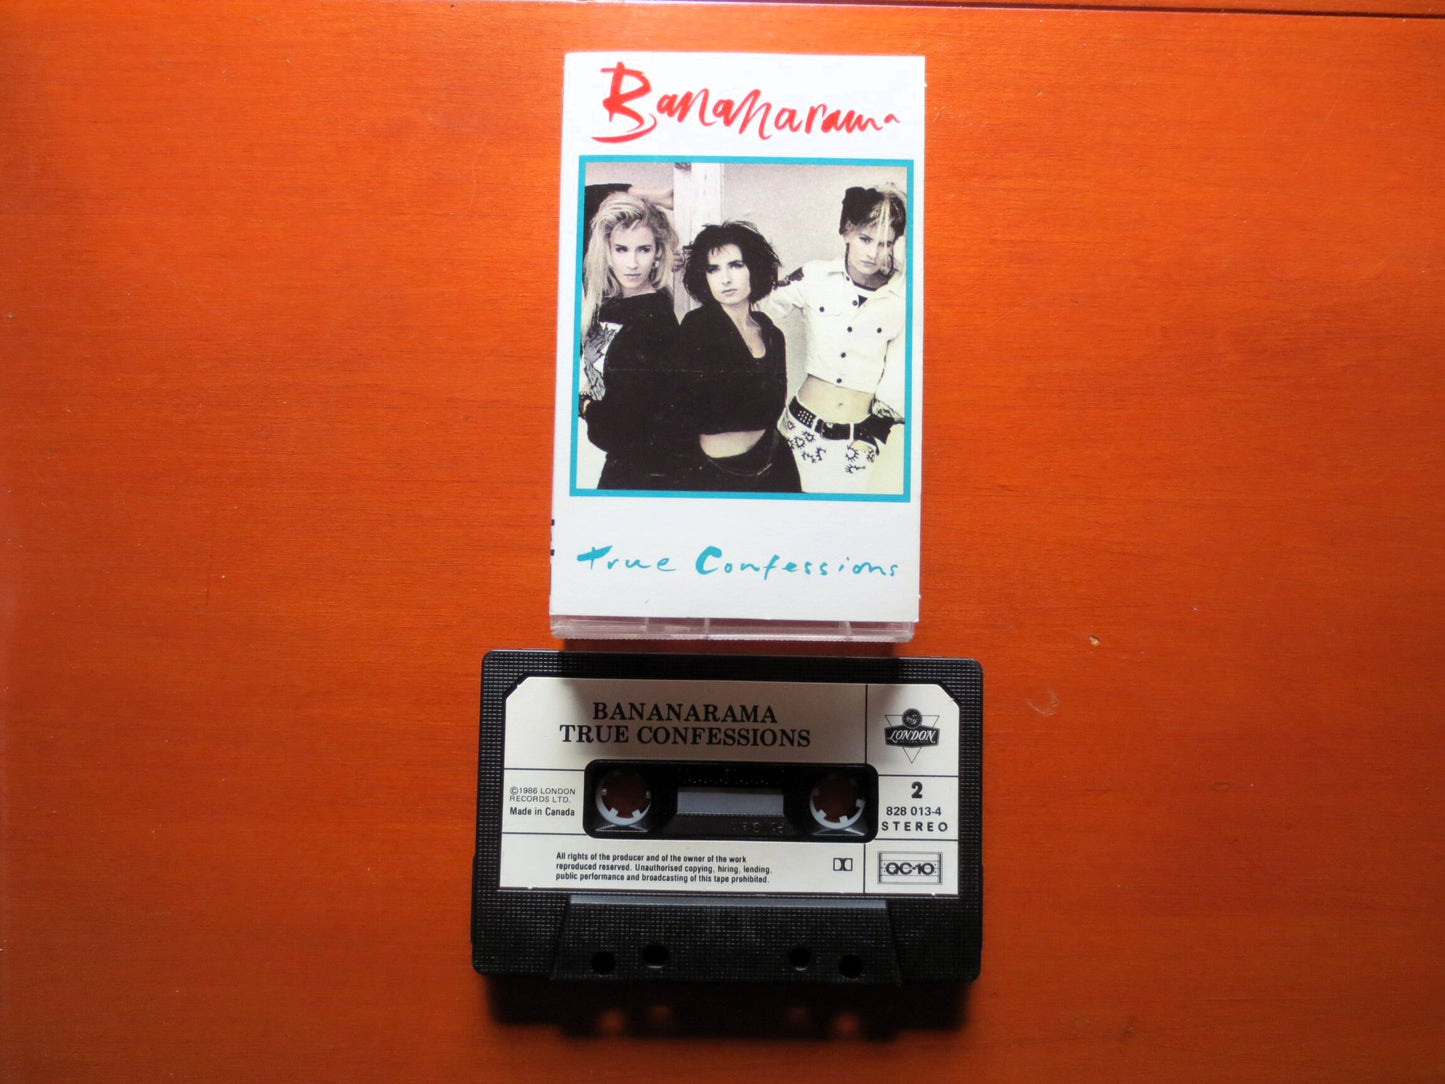 Bananarama
True Confessions
BANANARAMA
TRUE CONFESSIONS
LONDON
©1986 LONDON
RECORDS LTD.
Made in Canada
2
828 013-4
STEREO
All rights of the producer and of the owner of the work
reproduced reserved. Unauthorised copying, hiring, lending,
public performance and broadcasting of this tape prohibited.
QC-10